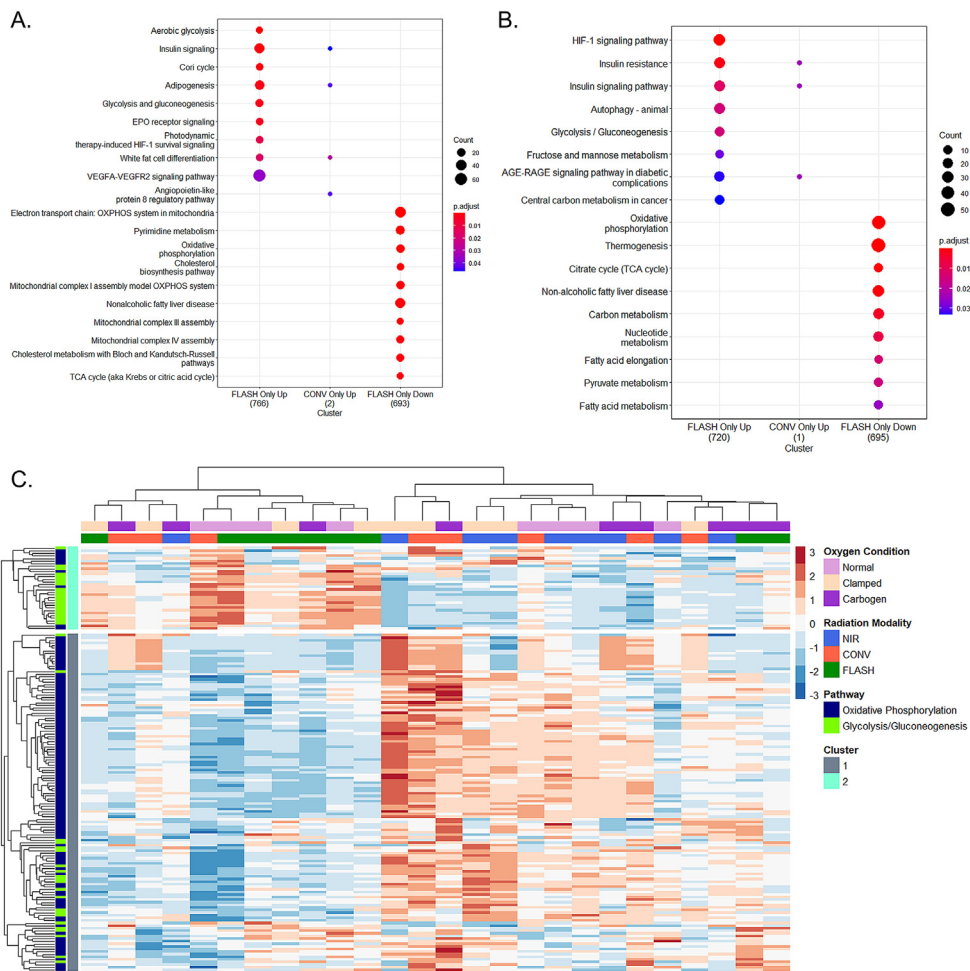 A.
Aerobic glycolysis
Insulin signaling
Cori cycle
Adipogenesis
Glycolysis and gluconeogenesis
EPO receptor signaling
Photodynamic
therapy-induced HIF-1 survival signaling
White fat cell differentiation
VEGFA-VEGFR2 signaling pathway
Angiopoietin-like
protein 8 regulatory pathway
Electron transport chain: OXPHOS system in mitochondria
Pyrimidine metabolism
Oxidative
phosphorylation
Cholesterol
biosynthesis pathway
Mitochondrial complex I assembly model OXPHOS system
Nonalcoholic fatty liver disease
Mitochondrial complex III assembly
Mitochondrial complex IV assembly
Cholesterol metabolism with Bloch and Kandutsch-Russell
pathways
TCA cycle (aka Krebs or citric acid cycle)
FLASH Only Up
(766)
CONV Only Up
(2)
FLASH Only Down
(693)
Cluster
Count
20
40
60
p.adjust
0.01
0.02
0.03
0.04
B.
HIF-1 signaling pathway
Insulin resistance
Insulin signaling pathway
Autophagy - animal
Glycolysis / Gluconeogenesis
Fructose and mannose metabolism
AGE-RAGE signaling pathway in diabetic
complications
Central carbon metabolism in cancer
Oxidative
phosphorylation
Thermogenesis
Citrate cycle (TCA cycle)
Non-alcoholic fatty liver disease
Carbon metabolism
Nucleotide
metabolism
Fatty acid elongation
Pyruvate metabolism
Fatty acid metabolism
FLASH Only Up
(720)
CONV Only Up
(1)
FLASH Only Down
(695)
Cluster
Count
10
20
30
40
50
p.adjust
0.01
0.02
0.03
C.
3
2
1
0
-1
-2
-3
Oxygen Condition
Normal
Clamped
Carbogen
Radiation Modality
NIR
CONV
FLASH
Pathway
Oxidative Phosphorylation
Glycolysis/Gluconeogenesis
Cluster
1
2